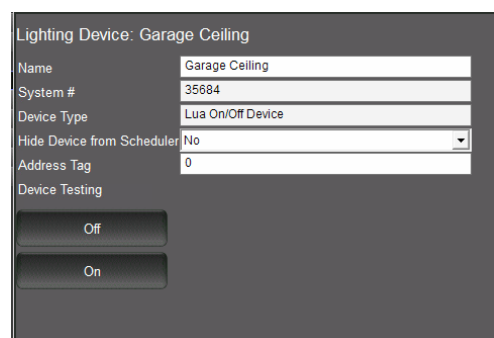 Lighting Device: Garage Ceiling
Name Garage Ceiling
System # 35684
Device Type Lua On/Off Device
Hide Device from Scheduler No
Address Tag 0
Device Testing
Off
On